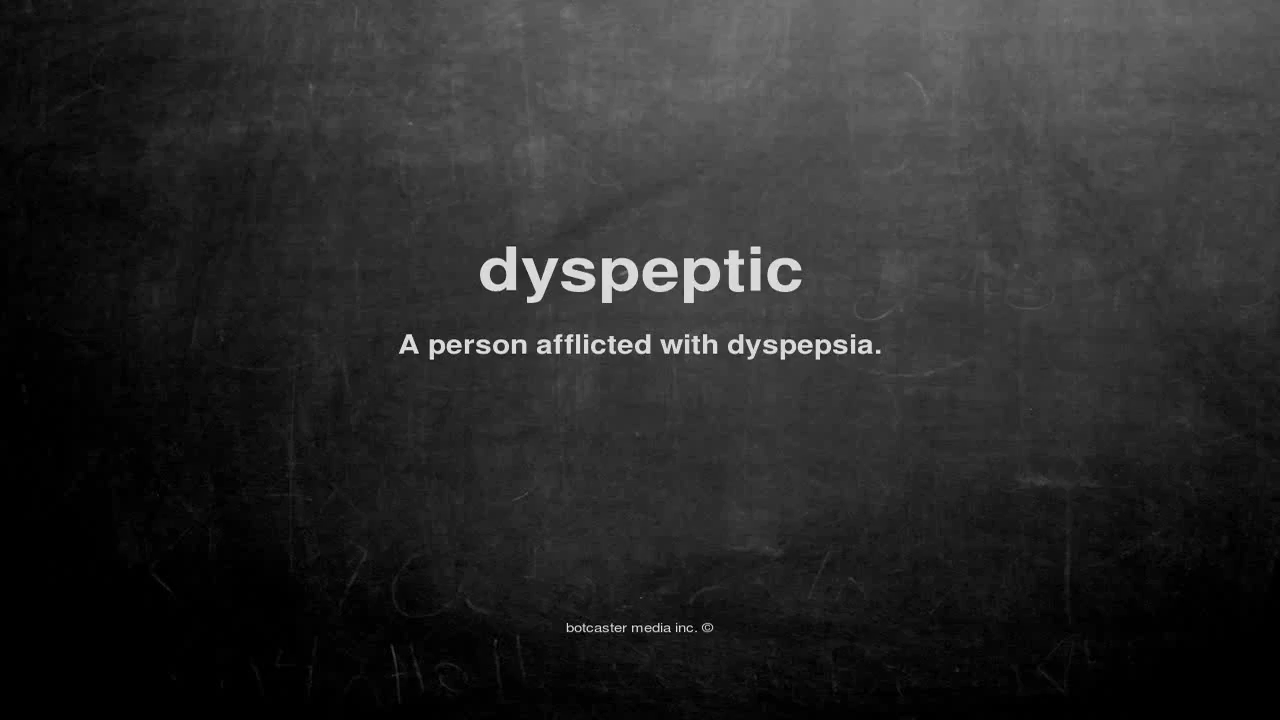 dyspeptic
A person afflicted with dyspepsia.
botcaster media inc. ©